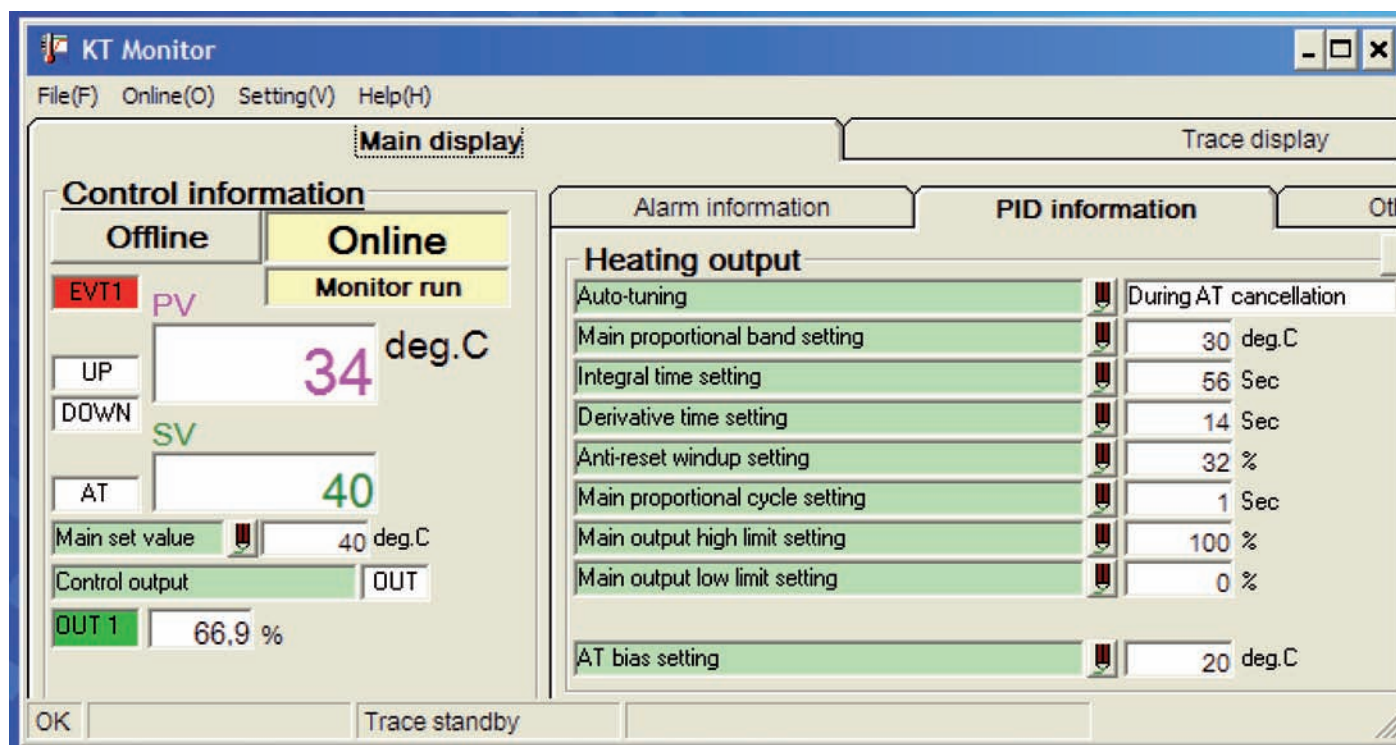 KT Monitor
File(F) Online(O) Setting(V) Help(H)
Main display
Trace display
Control information
Offline
Online
Monitor run
EVT1
PV
34 deg.C
UP
DOWN
SV
40
AT
Main set value 40 deg.C
Control output OUT
OUT 1 66.9 %
Alarm information
PID information
Heating output
Auto-tuning During AT cancellation
Main proportional band setting 30 deg.C
Integral time setting 56 Sec
Derivative time setting 14 Sec
Anti-reset windup setting 32 %
Main proportional cycle setting 1 Sec
Main output high limit setting 100 %
Main output low limit setting 0 %
AT bias setting 20 deg.C
OK
Trace standby